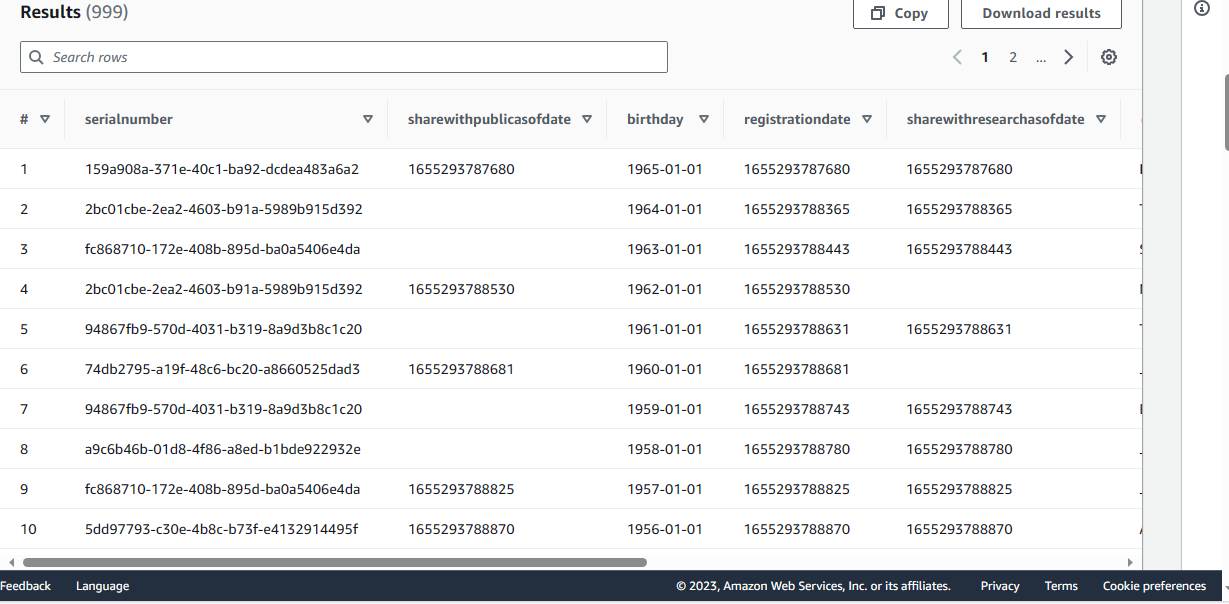 Results (999)
Copy
Download results
Search rows
1 2 ...
# serialnumber sharewithpublicasofdate birthday registrationdate sharewithresearchasofdate
1 159a908a-371e-40c1-ba92-dcdea483a6a2 1655293787680 1965-01-01 1655293787680 1655293787680
2 2bc01cbe-2ea2-4603-b91a-5989b915d392 1964-01-01 1655293788365 1655293788365
3 fc868710-172e-408b-895d-ba0a5406e4da 1963-01-01 1655293788443 1655293788443
4 2bc01cbe-2ea2-4603-b91a-5989b915d392 1655293788530 1962-01-01 1655293788530
5 94867fb9-570d-4031-b319-8a9d3b8c1c20 1961-01-01 1655293788631 1655293788631
6 74db2795-a19f-48c6-bc20-a8660525dad3 1655293788681 1960-01-01 1655293788681
7 94867fb9-570d-4031-b319-8a9d3b8c1c20 1959-01-01 1655293788743 1655293788743
8 a9c6b46b-01d8-4f86-a8ed-b1bde922932e 1958-01-01 1655293788780 1655293788780
9 fc868710-172e-408b-895d-ba0a5406e4da 1655293788825 1957-01-01 1655293788825 1655293788825
10 5dd97793-c30e-4b8c-b73f-e4132914495f 1655293788870 1956-01-01 1655293788870 1655293788870
Feedback Language © 2023, Amazon Web Services, Inc. or its affiliates. Privacy Terms Cookie preferences